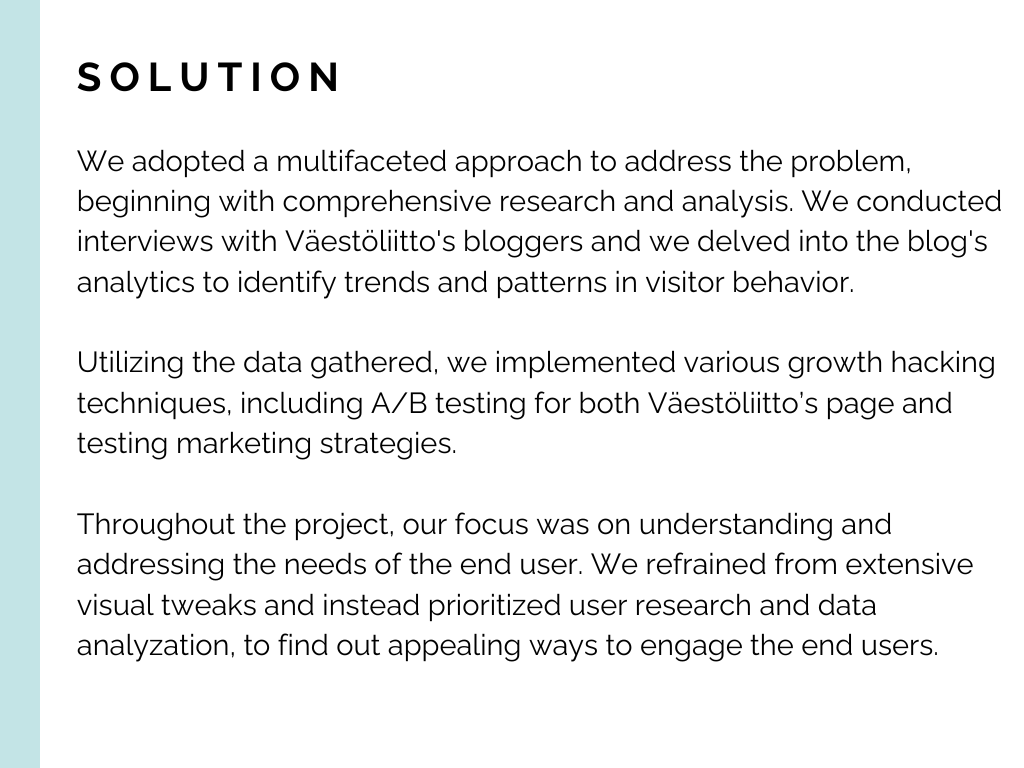 SOLUTION
We adopted a multifaceted approach to address the problem,
beginning with comprehensive research and analysis. We conducted
interviews with Väestöliitto's bloggers and we delved into the blog's
analytics to identify trends and patterns in visitor behavior.
Utilizing the data gathered, we implemented various growth hacking
techniques, including A/B testing for both Väestöliitto’s page and
testing marketing strategies.
Throughout the project, our focus was on understanding and
addressing the needs of the end user. We refrained from extensive
visual tweaks and instead prioritized user research and data
analyzation, to find out appealing ways to engage the end users.